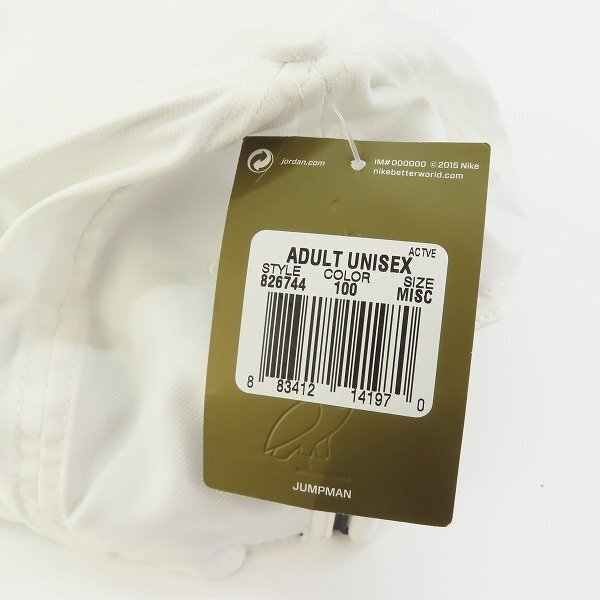 jordan.com
IM# 000000 © 2015 Nike
nikebetterworld.com
ACTVE
ADULT UNISEX
STYLE COLOR SIZE
826744 100 MISC
8 83412 14197 0
JUMPMAN